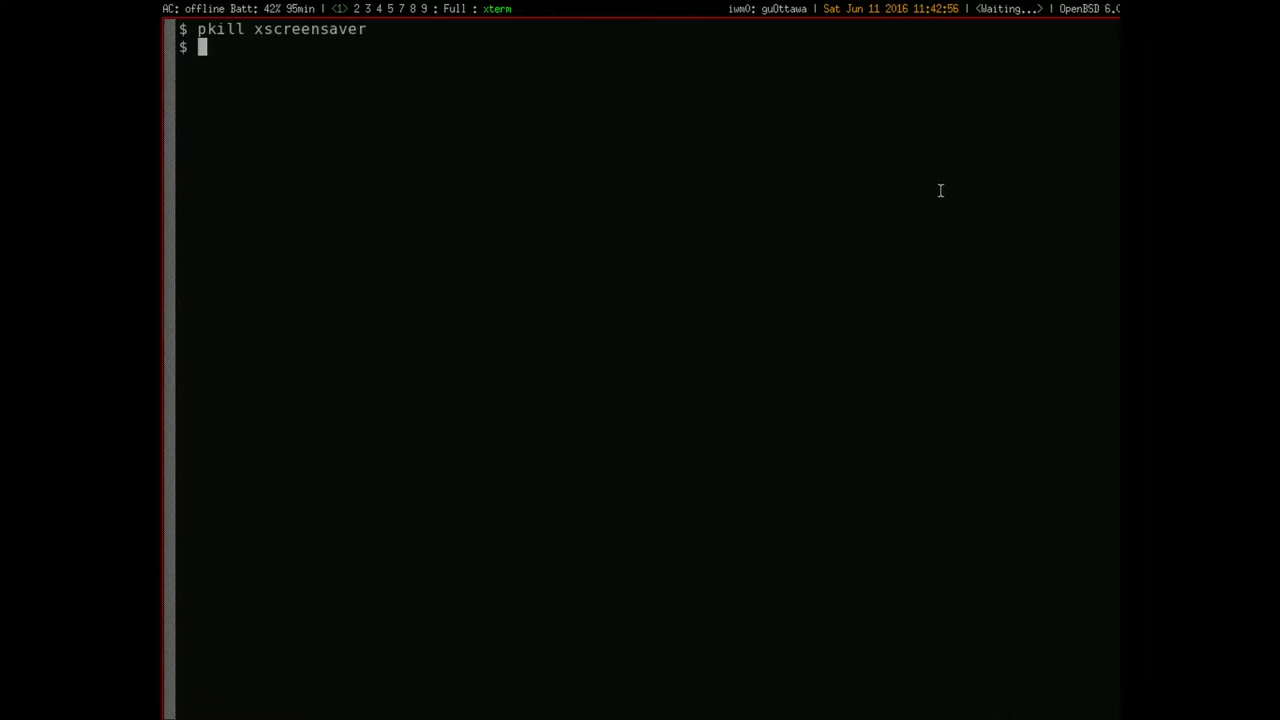 AC: offline Batt: 42% 95min | <1> 2 3 4 5 7 8 9 : Full : xterm iwm0: guOttawa | Sat Jun 11 2016 11:42:56 | <Waiting...> | OpenBSD 6.
$ pkill xscreensaver
$